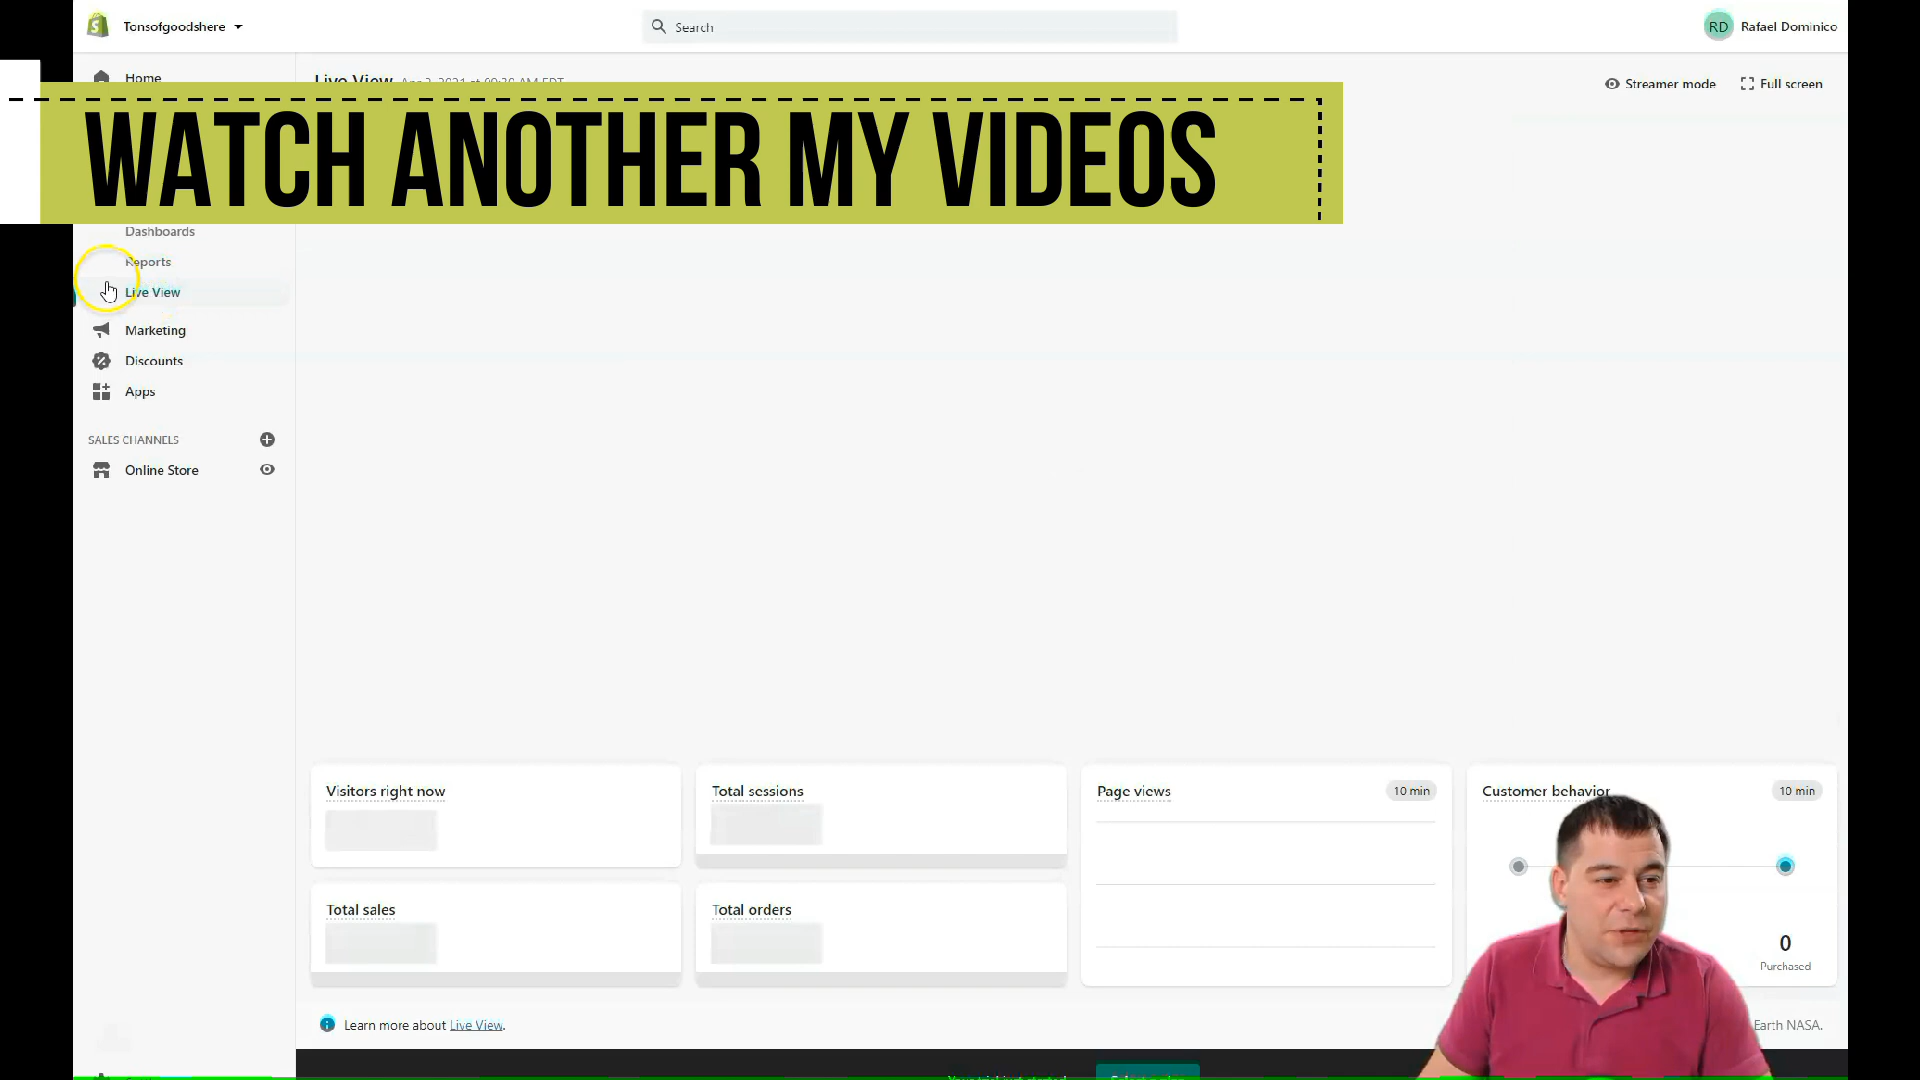 Tonsofgoodshere
Search
RD
Rafael Dominico
Home
Live View
Streamer mode
Full screen
WATCH ANOTHER MY VIDEOS
Dashboards
Reports
Live View
Marketing
Discounts
Apps
SALES CHANNELS
Online Store
Visitors right now
Total sessions
Page views
10 min
Customer behavior
10 min
Total sales
Total orders
0
Purchased
Learn more about Live View.
Earth NASA.